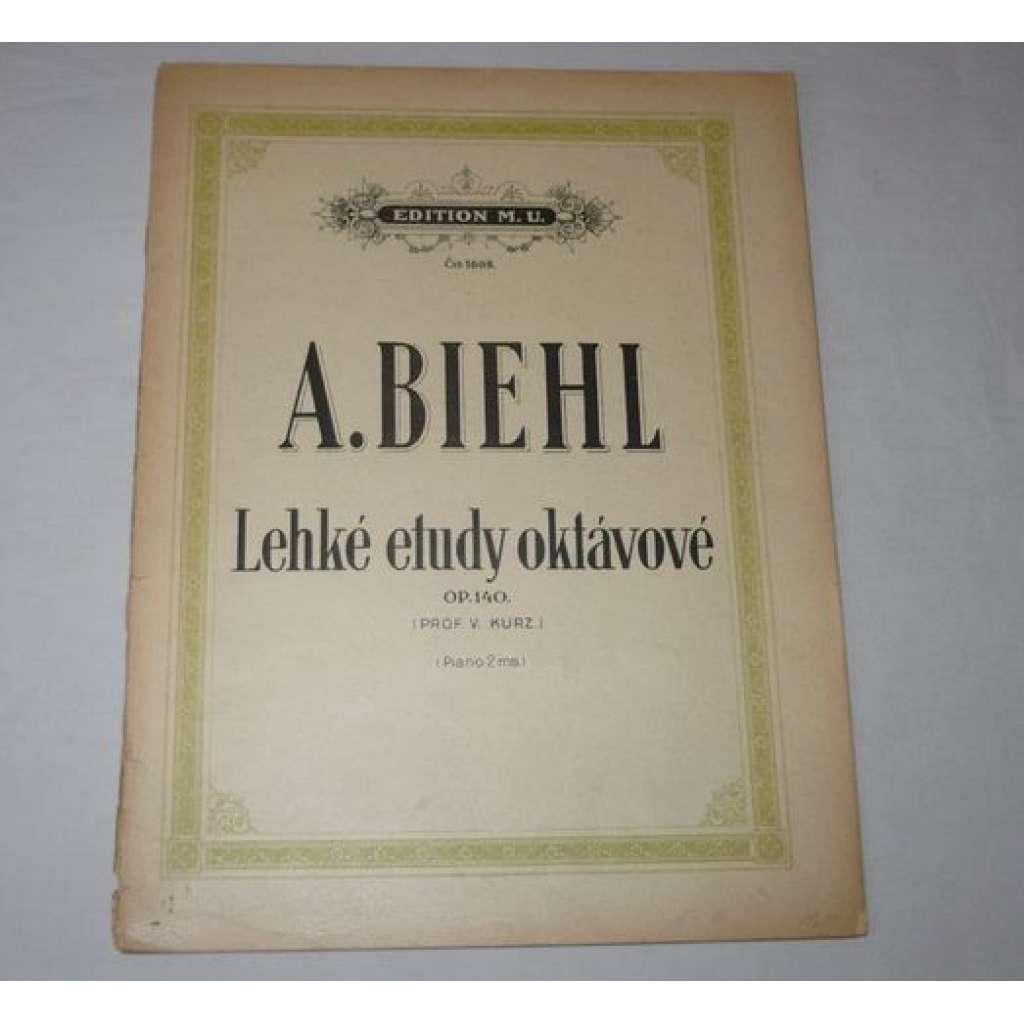 EDITION M. U.
A. BIEHL
Lehké etudy oktávové
OP. 140.
(PROF. V. KURZ.)
(Piano 2 ms.)